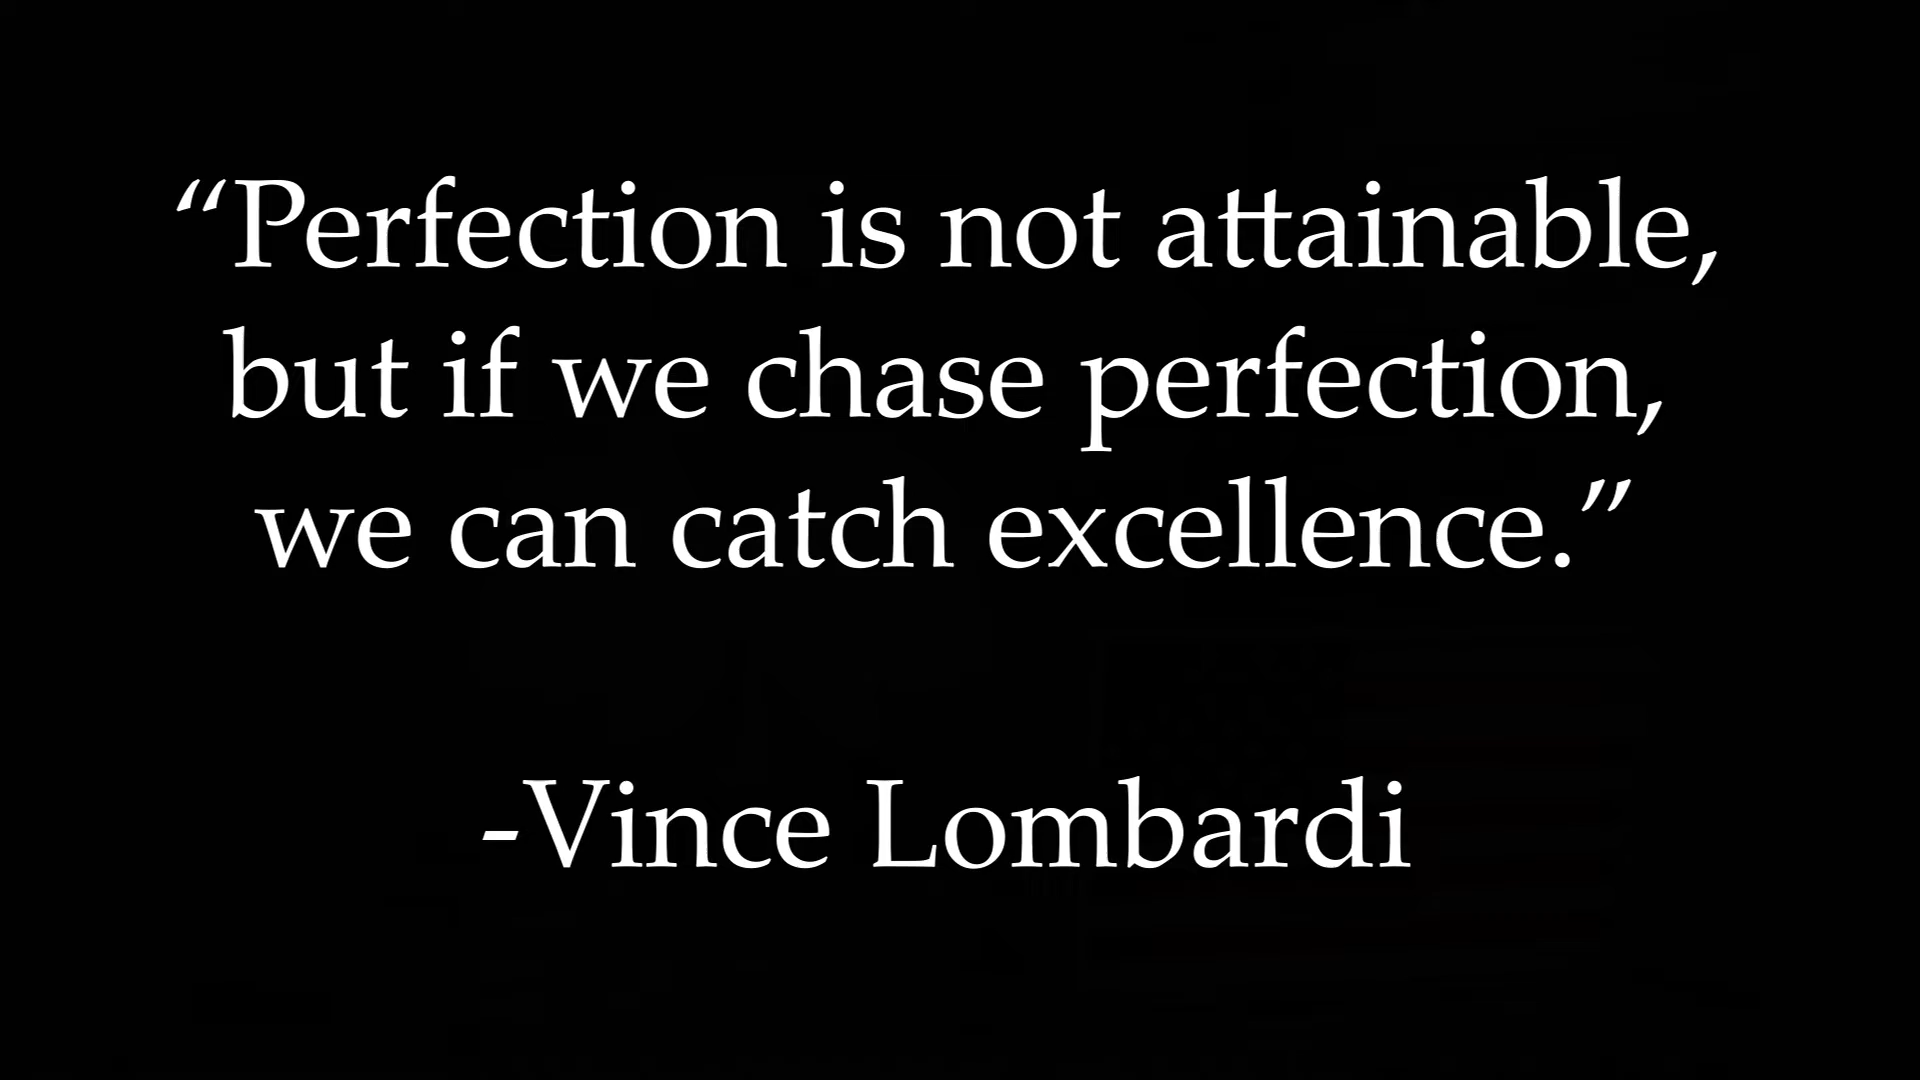 “Perfection is not attainable,
but if we chase perfection,
we can catch excellence.”
-Vince Lombardi